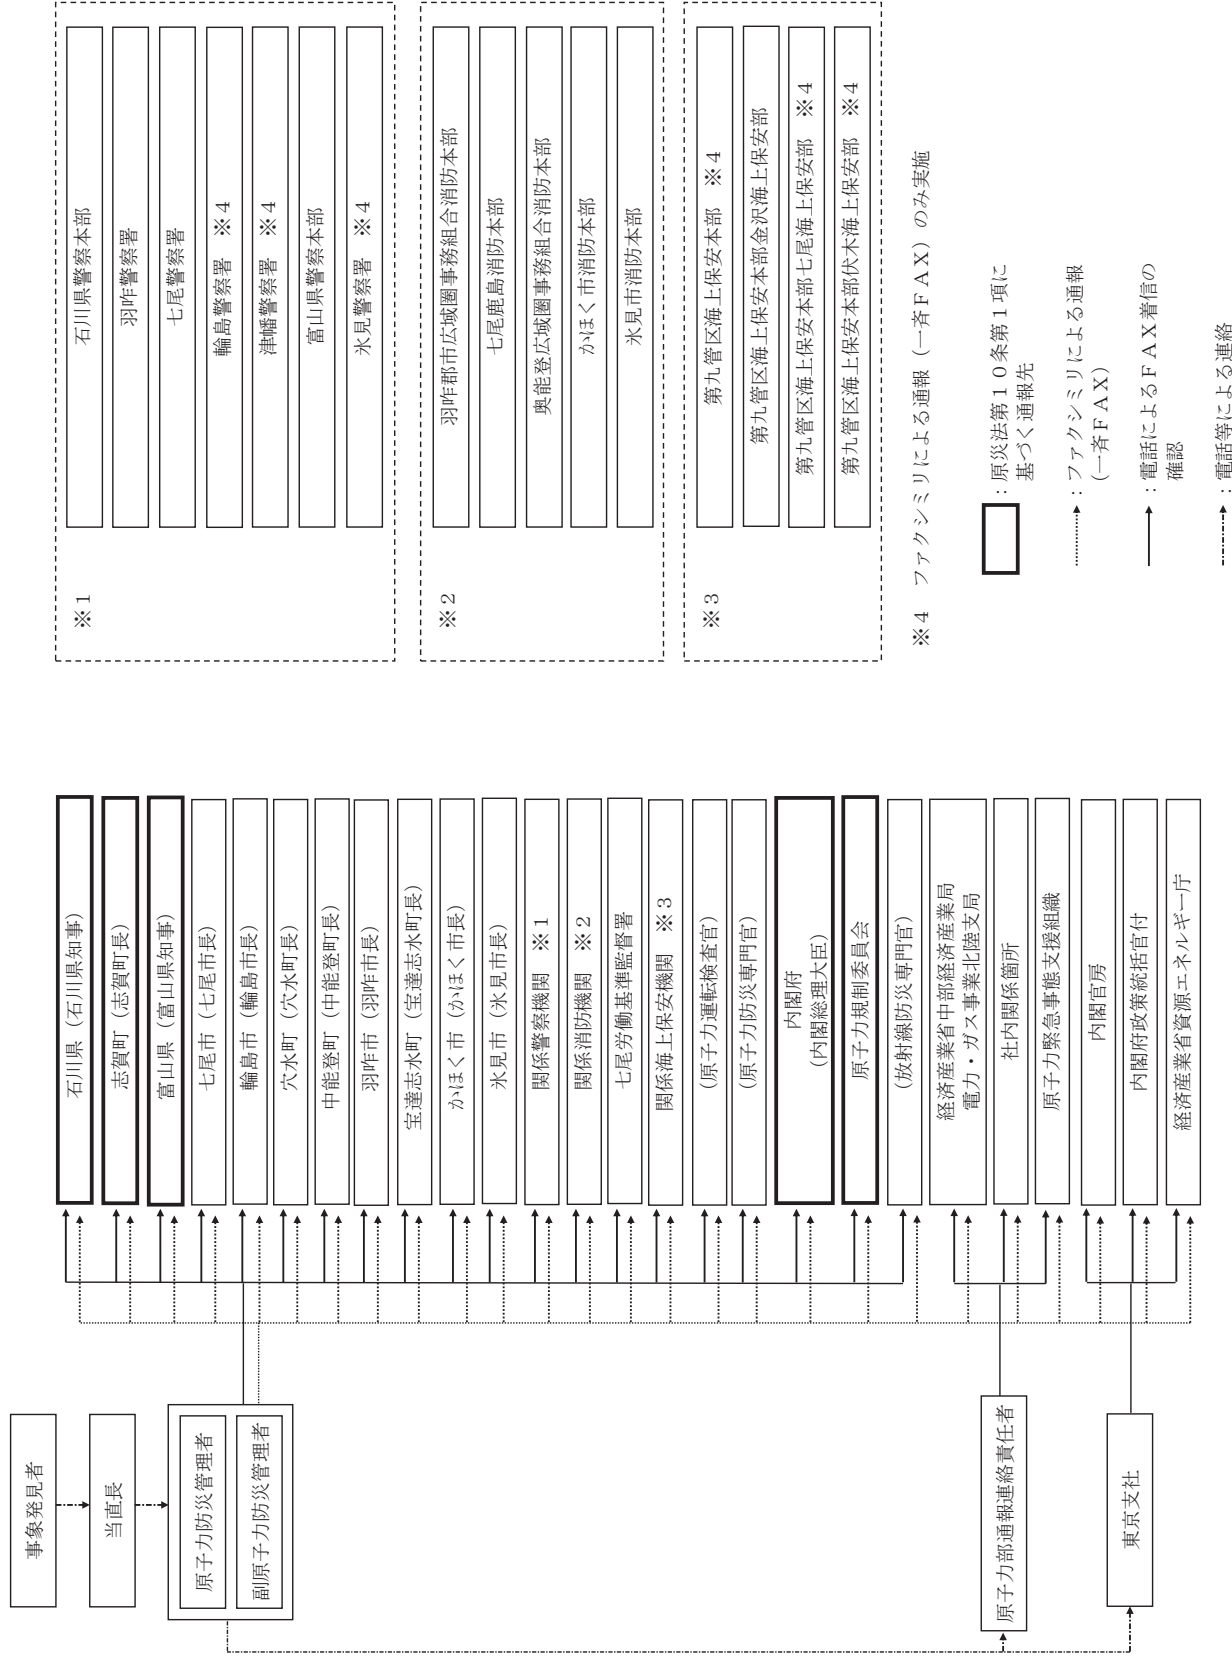 事象発見者
当直長
原子力防災管理者
副原子力防災管理者
原子力部通報連絡責任者
東京支社
石川県（石川県知事）
志賀町（志賀町長）
富山県（富山県知事）
七尾市（七尾市長）
輪島市（輪島市長）
穴水町（穴水町長）
中能登町（中能登町長）
羽咋市（羽咋市長）
宝達志水町（宝達志水町長）
かほく市（かほく市長）
氷見市（氷見市長）
関係警察機関　※１
関係消防機関　※２
七尾労働基準監督署
関係海上保安機関　※３
（原子力運転検査官）
（原子力防災専門官）
内閣府
（内閣総理大臣）
原子力規制委員会
（放射線防災専門官）
経済産業省中部経済産業局
電力・ガス事業北陸支局
社内関係箇所
原子力緊急事態支援組織
内閣官房
内閣府政策統括官付
経済産業省資源エネルギー庁
※１
石川県警察本部
羽咋警察署
七尾警察署
輪島警察署　※４
津幡警察署　※４
富山県警察本部
氷見警察署　※４
※２
羽咋郡市広域圏事務組合消防本部
七尾鹿島消防本部
奥能登広域圏事務組合消防本部
かほく市消防本部
氷見市消防本部
※３
第九管区海上保安本部　※４
第九管区海上保安本部金沢海上保安部
第九管区海上保安本部七尾海上保安部　※４
第九管区海上保安本部伏木海上保安部　※４
※４　ファクシミリによる通報（一斉ＦＡＸ）のみ実施
：原災法第１０条第１項に
基づく通報先
：ファクシミリによる通報
（一斉ＦＡＸ）
：電話によるＦＡＸ着信の
確認
：電話等による連絡